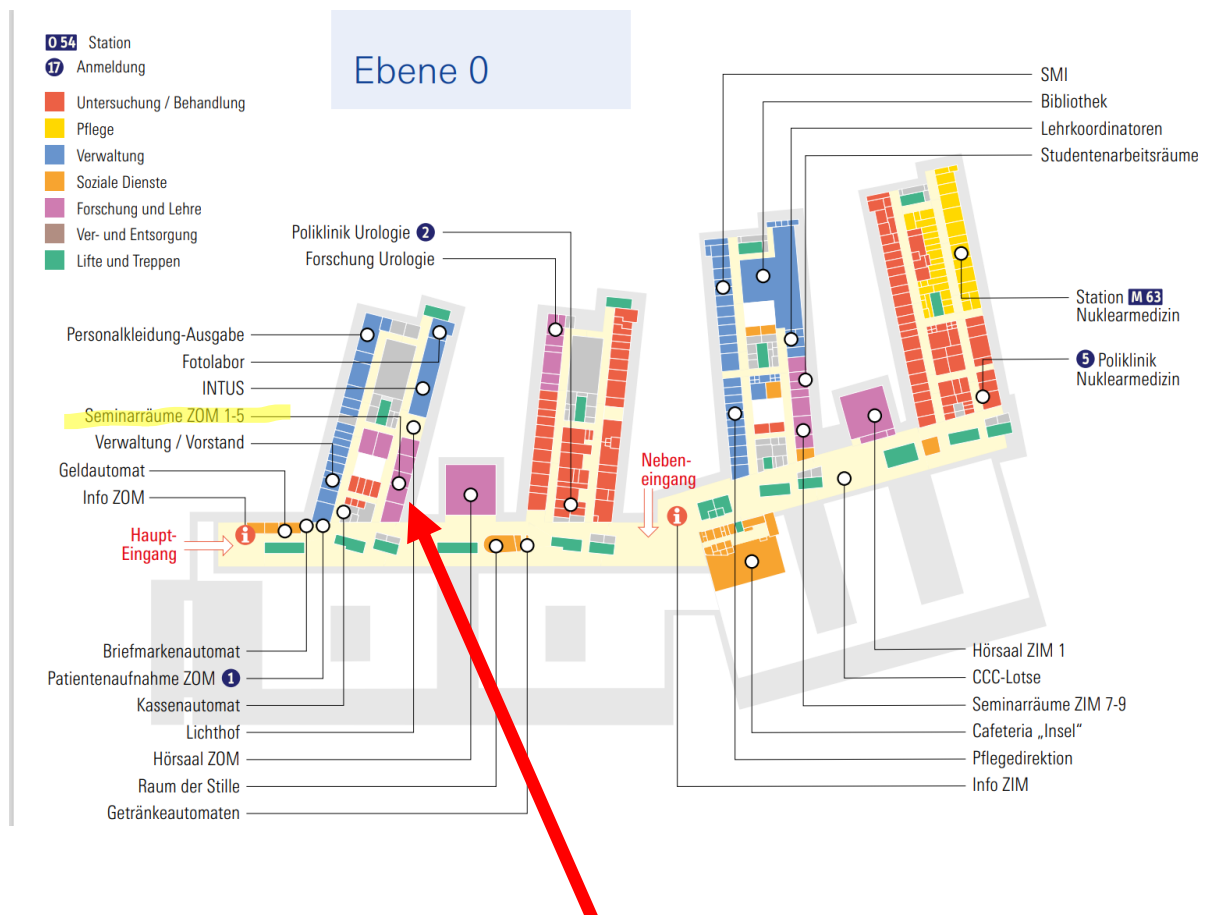 O 54 Station
17 Anmeldung
Untersuchung / Behandlung
Pflege
Verwaltung
Soziale Dienste
Forschung und Lehre
Ver- und Entsorgung
Lifte und Treppen
Ebene 0
SMI
Bibliothek
Lehrkoordinatoren
Studentenarbeitsräume
Poliklinik Urologie 2
Forschung Urologie
Station M 63
Nuklearmedizin
5 Poliklinik
Nuklearmedizin
Personalkleidung-Ausgabe
Fotolabor
INTUS
Seminarräume ZOM 1-5
Verwaltung / Vorstand
Geldautomat
Info ZOM
Haupt-
Eingang
i
Neben-
eingang
i
Briefmarkenautomat
Patientenaufnahme ZOM 1
Kassenautomat
Lichthof
Hörsaal ZOM
Raum der Stille
Getränkeautomaten
Hörsaal ZIM 1
CCC-Lotse
Seminarräume ZIM 7-9
Cafeteria „Insel“
Pflegedirektion
Info ZIM